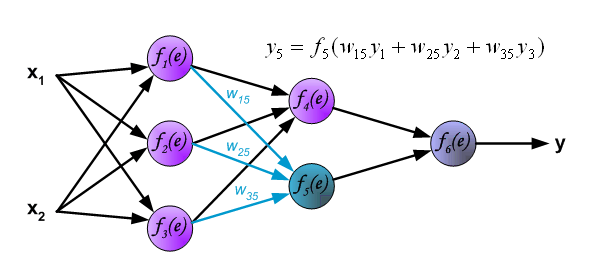 y₅ = f₅(w₁₅y₁ + w₂₅y₂ + w₃₅y₃)
f₁(e)
x₁
w₁₅
f₄(e)
f₂(e)
w₂₅
f₆(e)
y
f₅(e)
w₃₅
x₂
f₃(e)